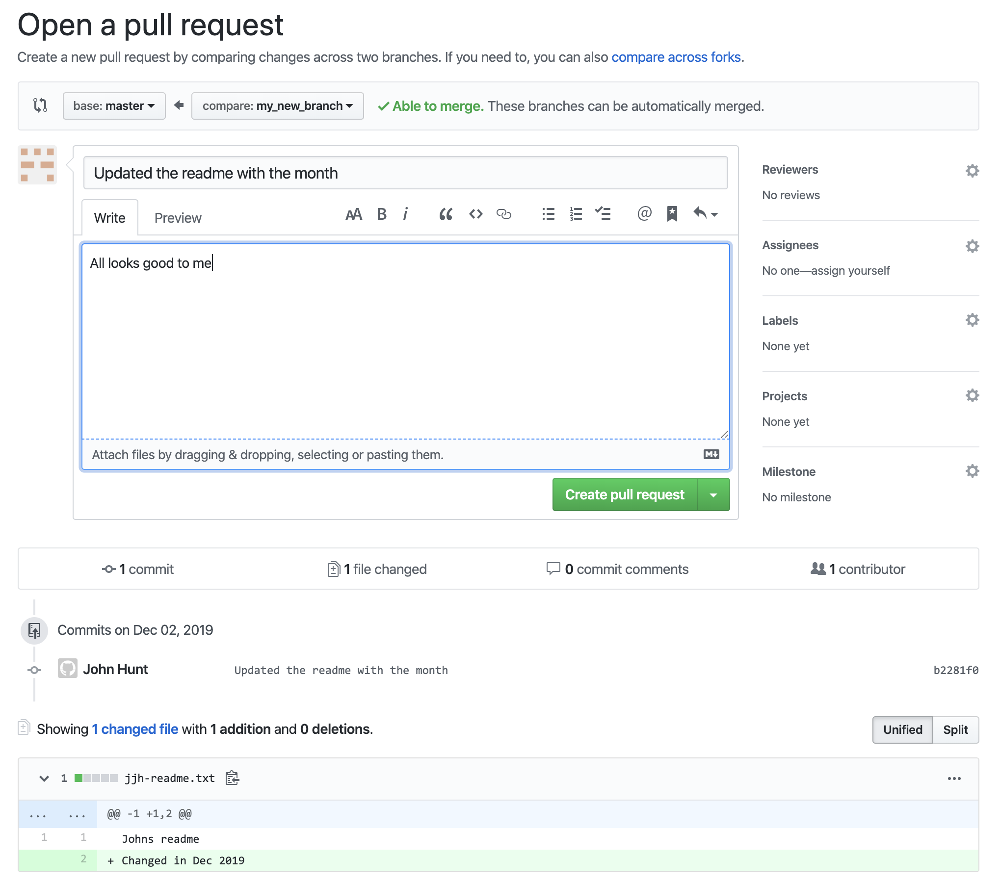 Open a pull request
Create a new pull request by comparing changes across two branches. If you need to, you can also compare across forks.
base: master compare: my_new_branch Able to merge. These branches can be automatically merged.
Updated the readme with the month
Write Preview AA B i
All looks good to me
Attach files by dragging & dropping, selecting or pasting them.
Create pull request
Reviewers
No reviews
Assignees
No one—assign yourself
Labels
None yet
Projects
None yet
Milestone
No milestone
1 commit 1 file changed 0 commit comments 1 contributor
Commits on Dec 02, 2019
John Hunt Updated the readme with the month b2281f0
Showing 1 changed file with 1 addition and 0 deletions. Unified Split
1 jjh-readme.txt ...
... ... @@ -1 +1,2 @@
1 1 Johns readme
2 + Changed in Dec 2019